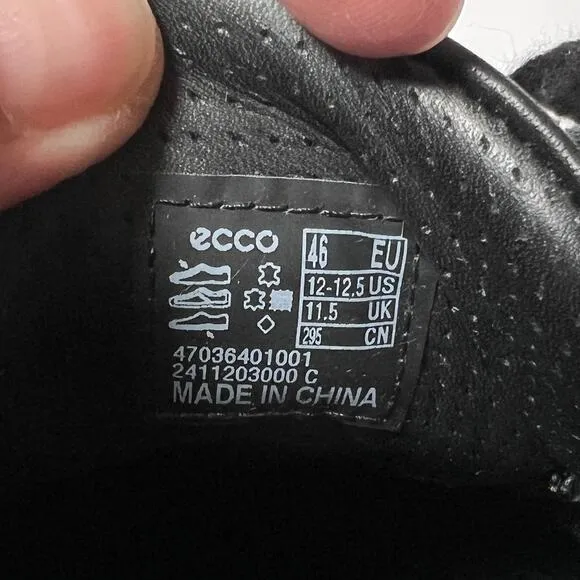 ecco
46 EU
12-12.5 US
11.5 UK
295 CN
47036401001
2411203000 C
MADE IN CHINA